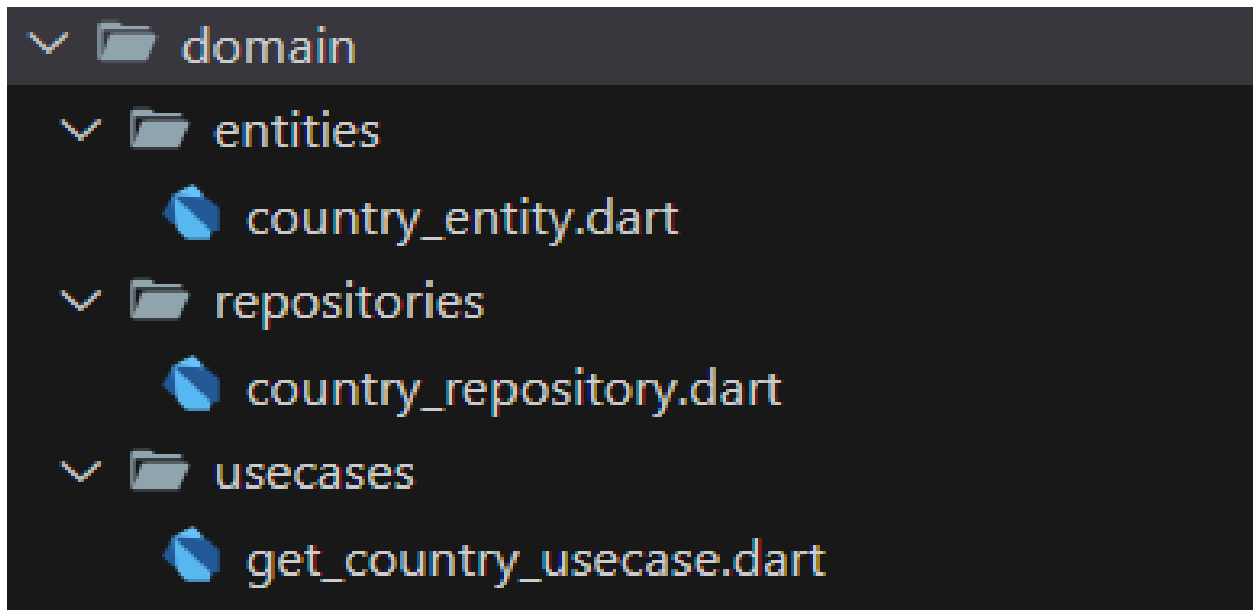 domain
entities
country_entity.dart
repositories
country_repository.dart
usecases
get_country_usecase.dart